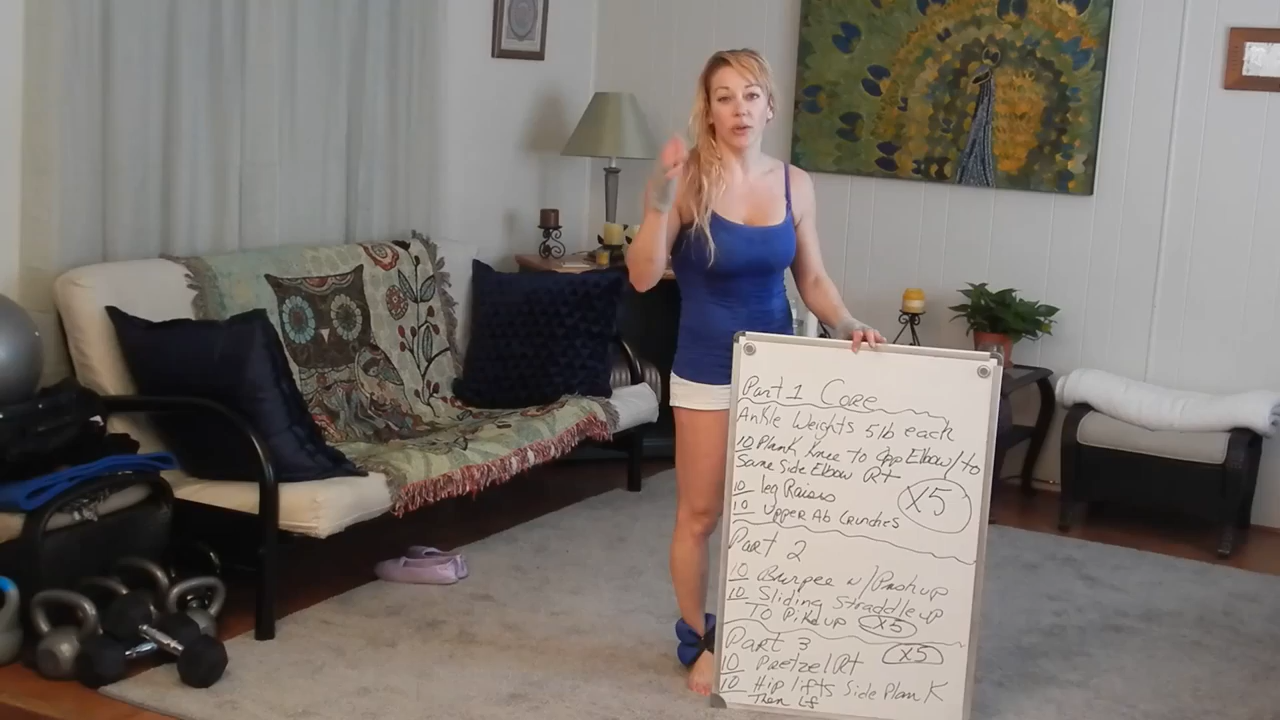 Part 1 Core
Ankle Weights 5lb each
10 Plank Knee To Opp Elbow/to
Same Side Elbow Rt
10 leg Raises
X5
10 Upper Ab Crunches
Part 2
10 Burpee w/Pushup
10 Sliding Straddle up
To Pike up X5
Part 3 X5
10 Pretzel Rt
10 Hip lifts Side Plank
Then Lf